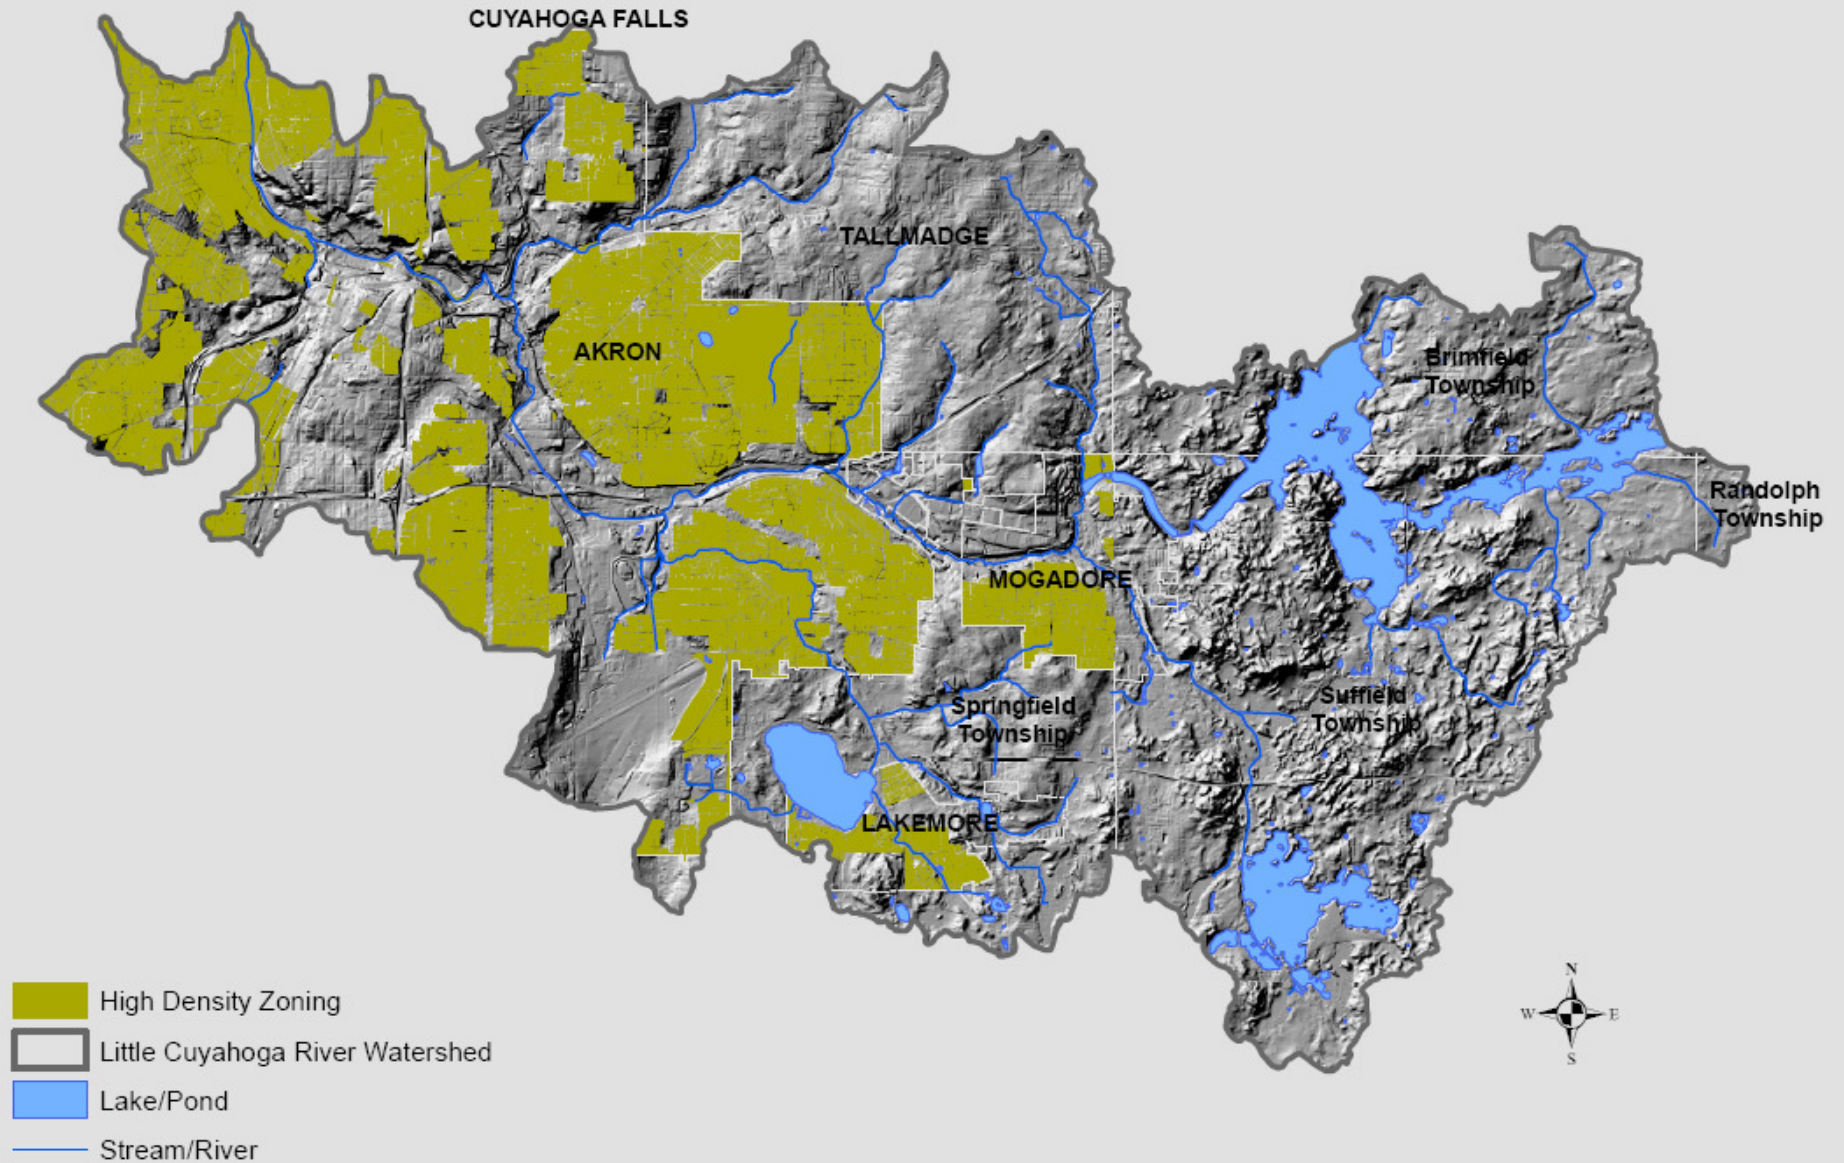 CUYAHOGA FALLS
TALLMADGE
AKRON
Brimfield
Township
Randolph
Township
MOGADORE
Springfield
Township
Suffield
Township
LAKEMORE
High Density Zoning
Little Cuyahoga River Watershed
Lake/Pond
Stream/River
N
W
E
S